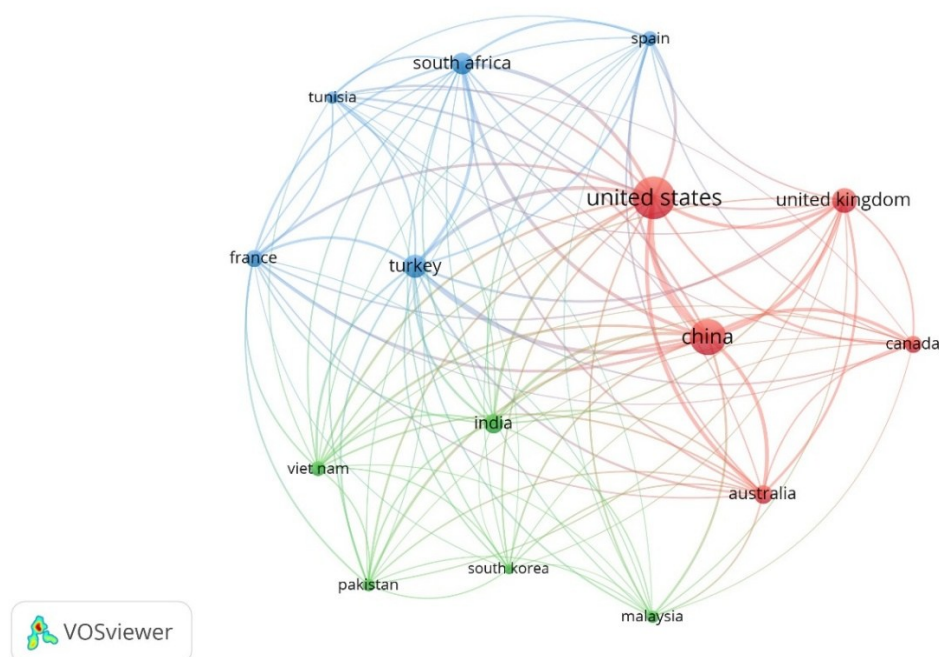 spain
south africa
tunisia
united states
united kingdom
france
turkey
china
canada
india
viet nam
australia
south korea
pakistan
malaysia
VOSviewer